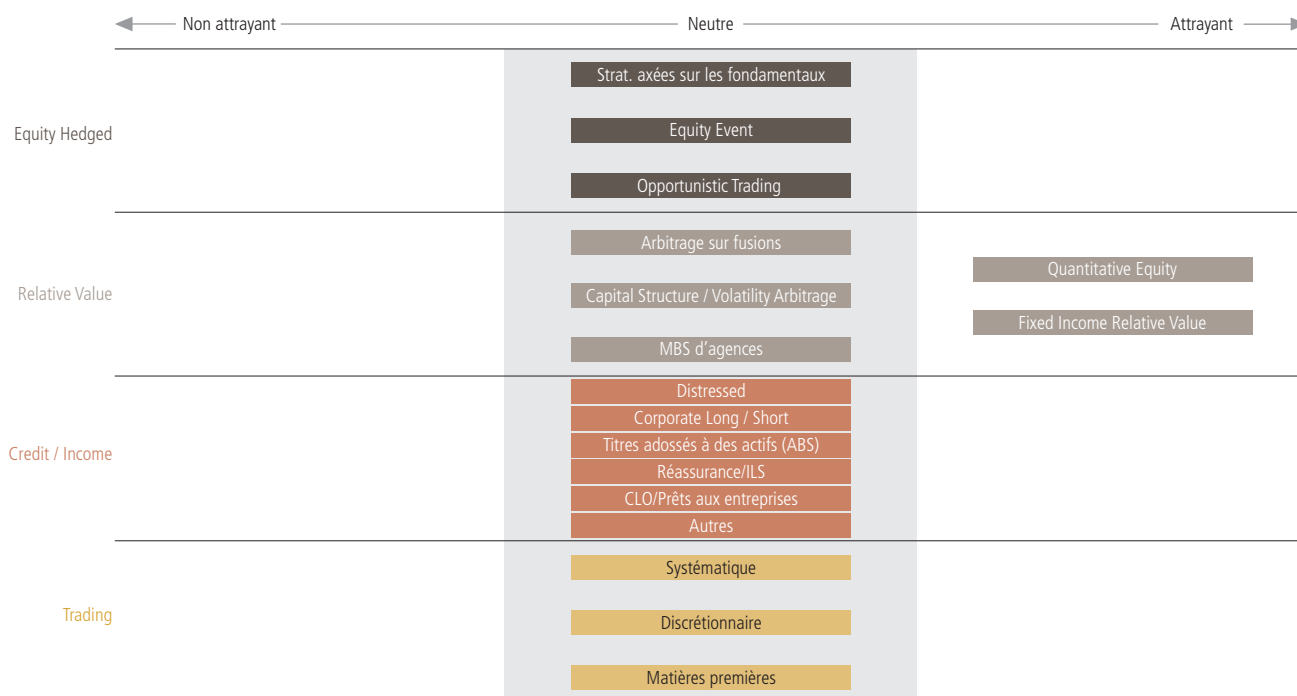 Non attrayant
Neutre
Attrayant
Equity Hedged
Strat. axées sur les fondamentaux
Equity Event
Opportunistic Trading
Relative Value
Arbitrage sur fusions
Capital Structure / Volatility Arbitrage
MBS d’agences
Quantitative Equity
Fixed Income Relative Value
Credit / Income
Distressed
Corporate Long / Short
Titres adossés à des actifs (ABS)
Réassurance/ILS
CLO/Prêts aux entreprises
Autres
Trading
Systématique
Discrétionnaire
Matières premières